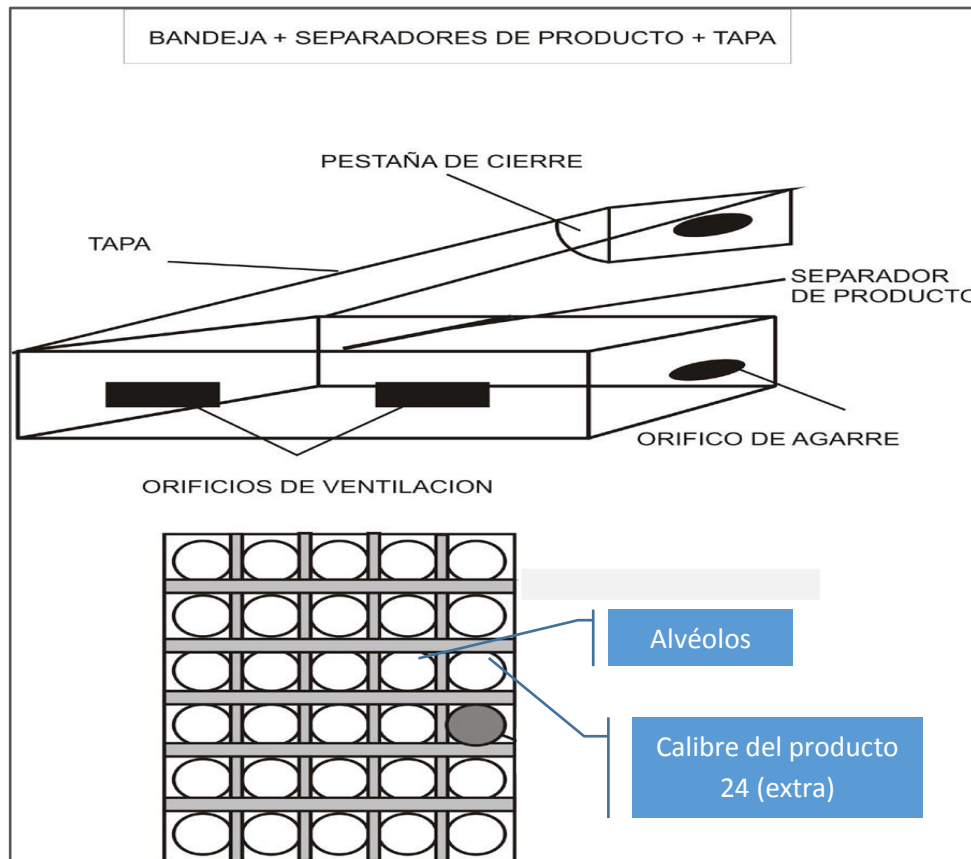 BANDEJA + SEPARADORES DE PRODUCTO + TAPA
PESTAÑA DE CIERRE
TAPA
SEPARADOR
DE PRODUCTO
ORIFICO DE AGARRE
ORIFICIOS DE VENTILACION
Alvéolos
Calibre del producto
24 (extra)